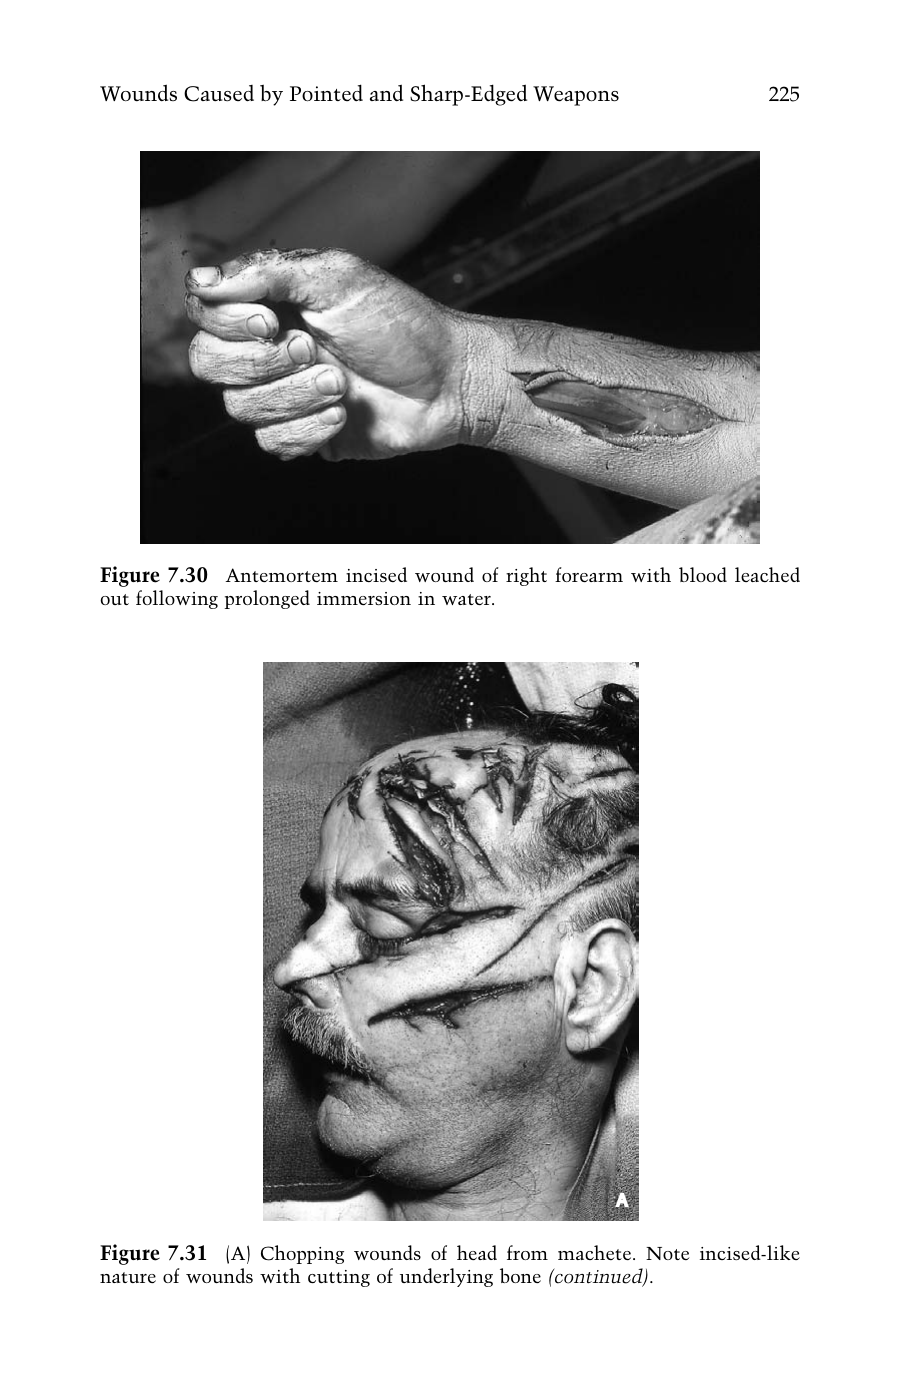 Wounds Caused by Pointed and Sharp-Edged Weapons 225
Figure 7.30 Antemortem incised wound of right forearm with blood leached
out following prolonged immersion in water.
A
Figure 7.31 (A) Chopping wounds of head from machete. Note incised-like
nature of wounds with cutting of underlying bone (continued).